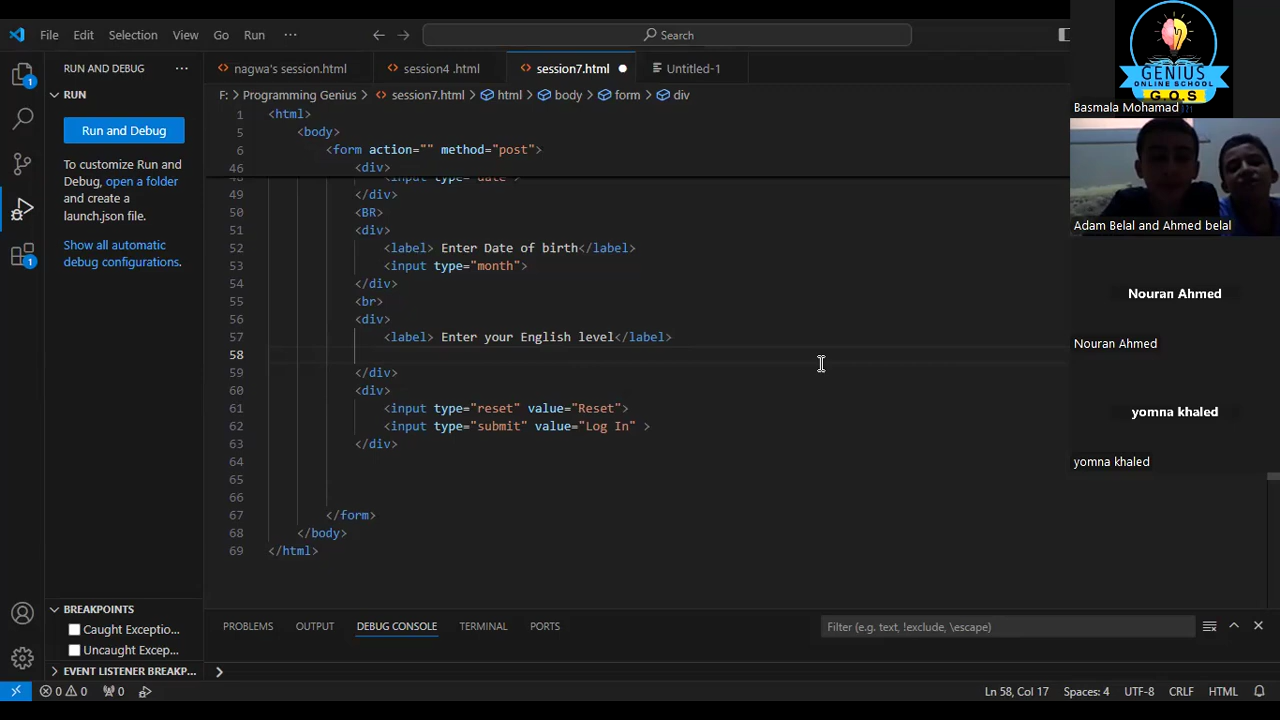 File Edit Selection View Go Run ··· Search
RUN AND DEBUG ···
RUN
Run and Debug
To customize Run and
Debug, open a folder
and create a
launch.json file.
Show all automatic
debug configurations.
BREAKPOINTS
Caught Exceptio...
Uncaught Excep...
EVENT LISTENER BREAKP...
1
1
nagwa's session.html session4 .html session7.html Untitled-1
F: > Programming Genius > session7.html > html > body > form > div
1 <html>
5 <body>
6 <form action="" method="post">
46 <div>
49 </div>
50 <BR>
51 <div>
52 <label> Enter Date of birth</label>
53 <input type="month">
54 </div>
55 <br>
56 <div>
57 <label> Enter your English level</label>
58
59 </div>
60 <div>
61 <input type="reset" value="Reset">
62 <input type="submit" value="Log In" >
63 </div>
64
65
66
67 </form>
68 </body>
69 </html>
PROBLEMS OUTPUT DEBUG CONSOLE TERMINAL PORTS Filter (e.g. text, !exclude, \escape)
>
0 0 0 Ln 58, Col 17 Spaces: 4 UTF-8 CRLF HTML
GENIUS
ONLINE SCHOOL
G.O.S
Basmala Mohamad
Adam Belal and Ahmed belal
Nouran Ahmed
Nouran Ahmed
yomna khaled
yomna khaled